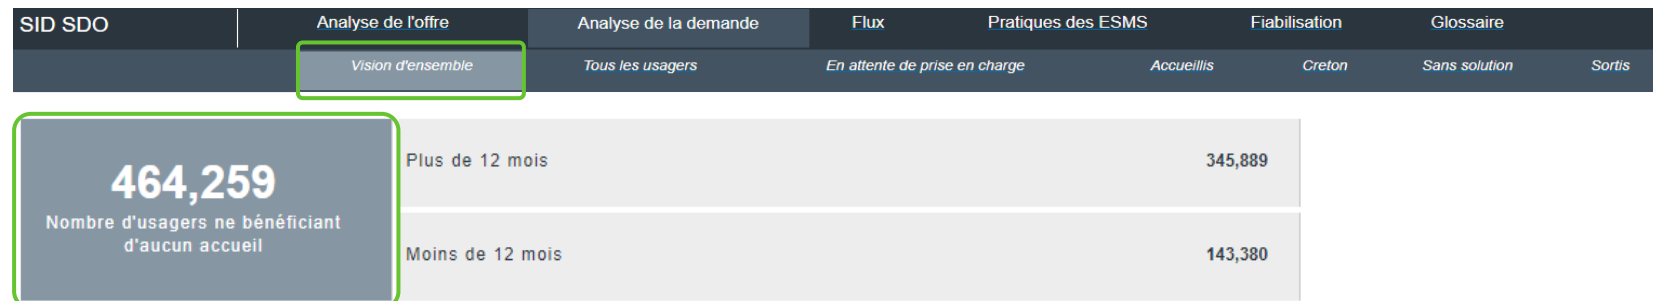 SID SDO Analyse de l'offre Analyse de la demande Flux Pratiques des ESMS Fiabilisation Glossaire
Vision d'ensemble Tous les usagers En attente de prise en charge Accueillis Creton Sans solution Sortis
464,259
Nombre d'usagers ne bénéficiant
d'aucun accueil
Plus de 12 mois 345,889
Moins de 12 mois 143,380